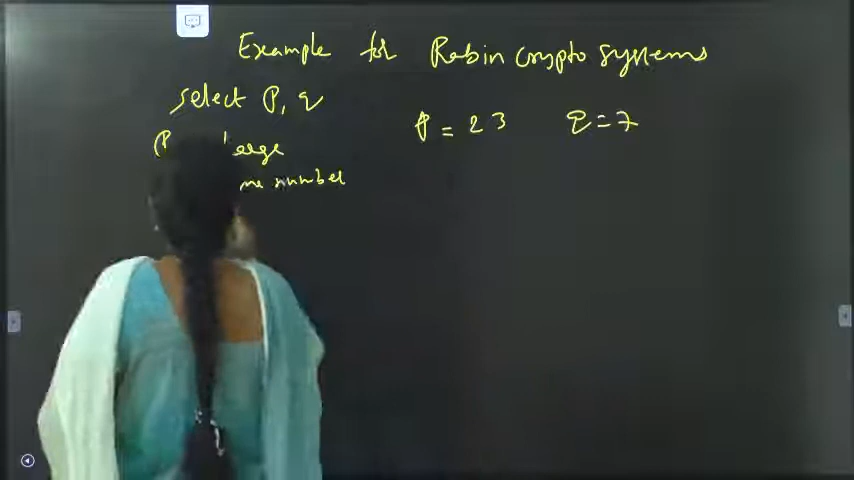 Example for Rabin crypto systems
select P, q
P = 23 q = 7
P large
number